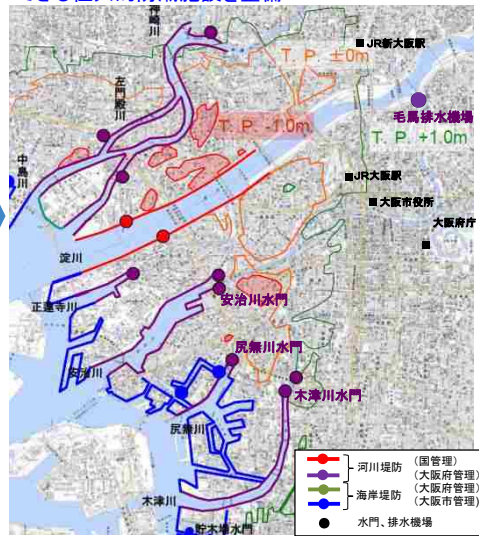 神崎川
■JR新大阪駅
T. P. ±0m
左門殿川
毛馬排水機場
T. P. -1.0m
T. P. +1.0m
中島川
■JR大阪駅
■大阪市役所
大阪府庁
淀川
正蓮寺川
安治川水門
尻無川水門
安治川
木津川水門
尻無川
木津川
貯木場水門
河川堤防 (国管理)
(大阪府管理)
海岸堤防 (大阪府管理)
(大阪市管理)
水門、排水機場